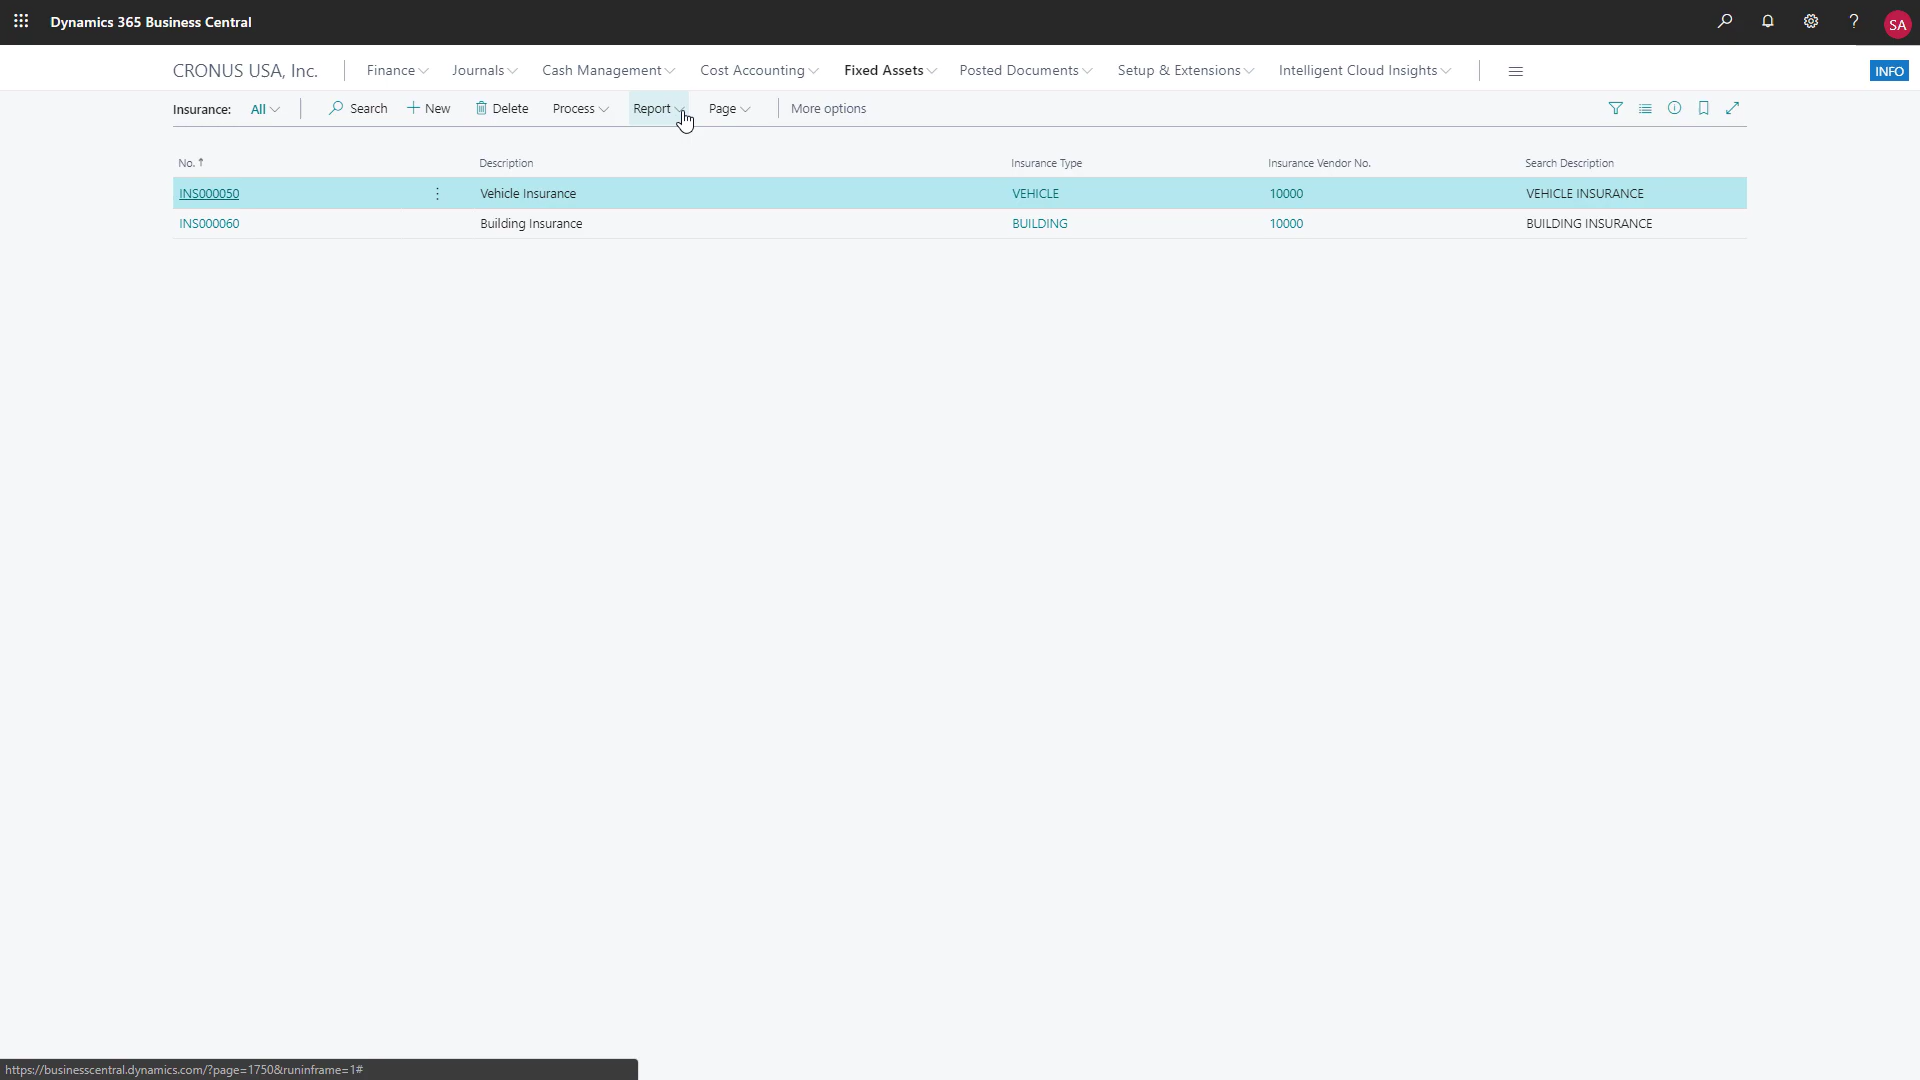 Dynamics 365 Business Central
?
SA
CRONUS USA, Inc.
Finance
Journals
Cash Management
Cost Accounting
Fixed Assets
Posted Documents
Setup & Extensions
Intelligent Cloud Insights
INFO
Insurance:
All
Search
New
Delete
Process
Report
Page
More options
No. ↑
Description
Insurance Type
Insurance Vendor No.
Search Description
INS000050
Vehicle Insurance
VEHICLE
10000
VEHICLE INSURANCE
INS000060
Building Insurance
BUILDING
10000
BUILDING INSURANCE
https://businesscentral.dynamics.com/?page=1750&runinframe=1#